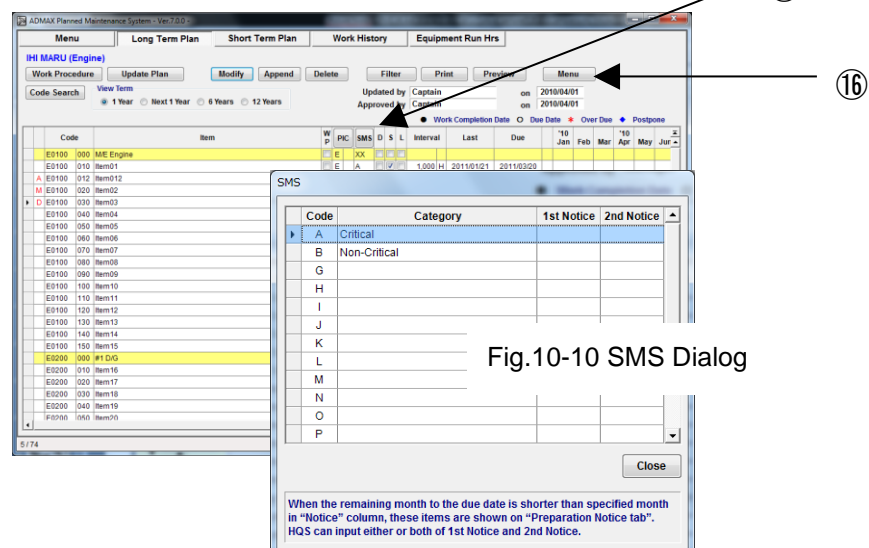 ADMAX Planned Maintenance System - Ver.7.0.0 -
Menu Long Term Plan Short Term Plan Work History Equipment Run Hrs
IHI MARU (Engine)
Work Procedure Update Plan Modify Append Delete Filter Print Preview Menu
⑯
Code Search View Term
1 Year Next 1 Year 6 Years 12 Years
Updated by Captain on 2010/04/01
Approved by Captain on 2010/04/01
● Work Completion Date O Due Date * Over Due ◆ Postpone
Code Item W P PIC SMS D S L Interval Last Due '10 Jan Feb Mar '10 Apr May Jur
E0100 000 M/E Engine E XX
E0100 010 Item01 E A 1,000 H 2011/01/21 2011/03/20
A E0100 012 Item012
M E0100 020 Item02
D E0100 030 Item03
E0100 040 Item04
E0100 050 Item05
E0100 060 Item06
E0100 070 Item07
E0100 080 Item08
E0100 090 Item09
E0100 100 Item10
E0100 110 Item11
E0100 120 Item12
E0100 130 Item13
E0100 140 Item14
E0100 150 Item15
E0200 000 #1 D/G
E0200 010 Item16
E0200 020 Item17
E0200 030 Item18
E0200 040 Item19
E0200 050 Item20
5 / 74
SMS
Code Category 1st Notice 2nd Notice
A Critical
B Non-Critical
G
H
I
J
K
L
M
N
O
P
Fig.10-10 SMS Dialog
Close
When the remaining month to the due date is shorter than specified month
in “Notice” column, these items are shown on “Preparation Notice tab”.
HQS can input either or both of 1st Notice and 2nd Notice.